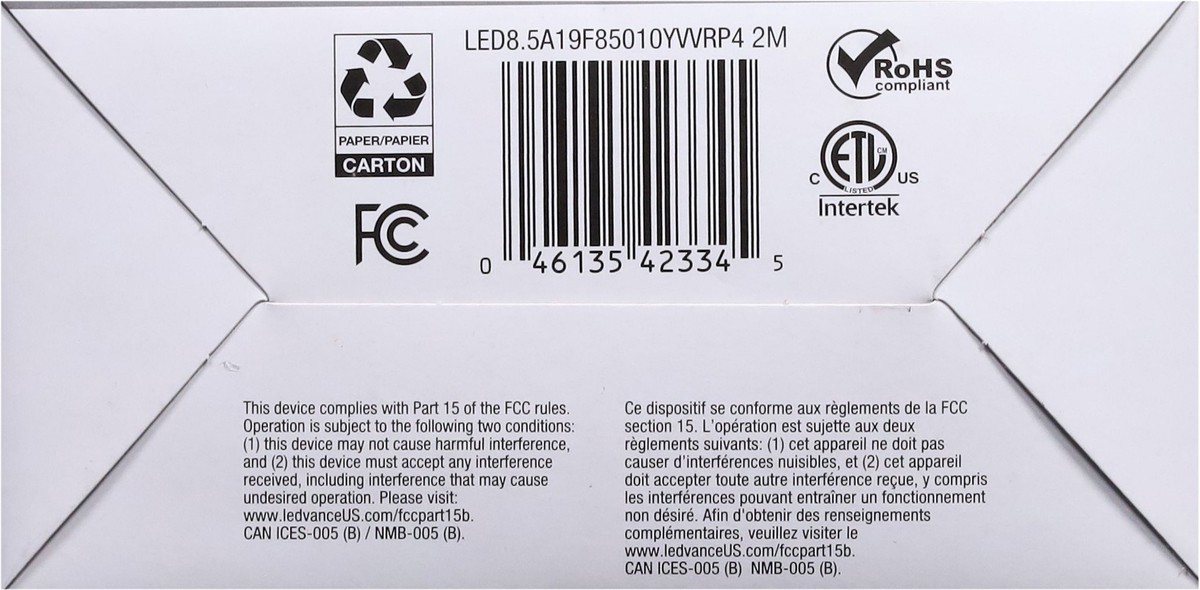 LED8.5A19F85010YVVRP4 2M
PAPER/PAPIER
CARTON
FC
0 46135 42334 5
RoHS
compliant
ETL CM
C LISTED US
Intertek
This device complies with Part 15 of the FCC rules.
Operation is subject to the following two conditions:
(1) this device may not cause harmful interference,
and (2) this device must accept any interference
received, including interference that may cause
undesired operation. Please visit:
www.ledvanceUS.com/fccpart15b.
CAN ICES-005 (B) / NMB-005 (B).
Ce dispositif se conforme aux règlements de la FCC
section 15. L'opération est sujette aux deux
règlements suivants: (1) cet appareil ne doit pas
causer d'interférences nuisibles, et (2) cet appareil
doit accepter toute autre interférence reçue, y compris
les interférences pouvant entraîner un fonctionnement
non désiré. Afin d'obtenir des renseignements
complémentaires, veuillez visiter le
www.ledvanceUS.com/fccpart15b.
CAN ICES-005 (B) NMB-005 (B).